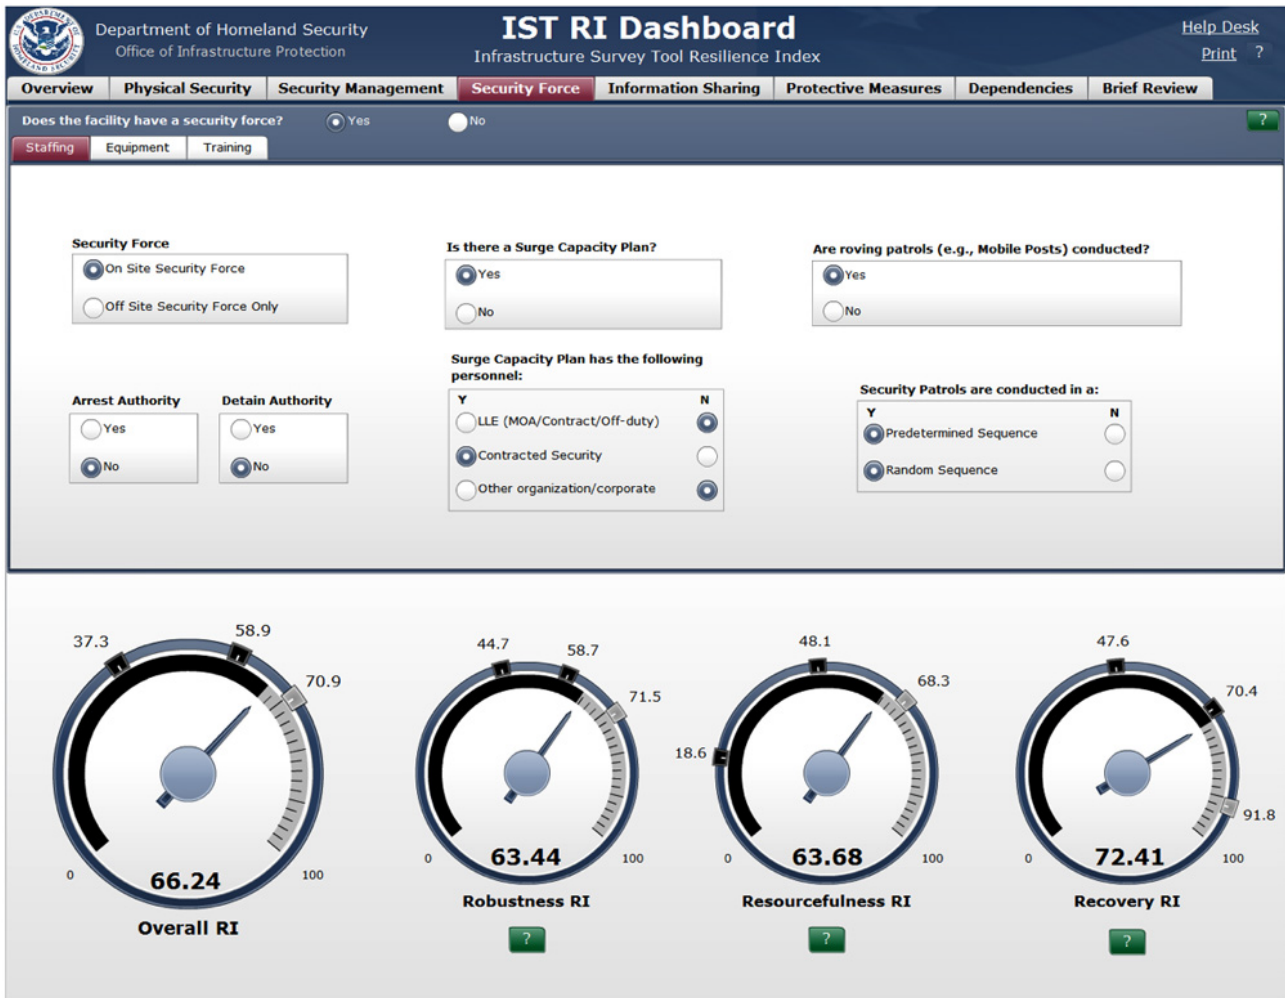 U.S. DEPARTMENT OF HOMELAND SECURITY
Department of Homeland Security
Office of Infrastructure Protection
IST RI Dashboard
Infrastructure Survey Tool Resilience Index
Help Desk
Print ?
Overview Physical Security Security Management Security Force Information Sharing Protective Measures Dependencies Brief Review
Does the facility have a security force? Yes No ?
Staffing Equipment Training
Security Force
On Site Security Force
Off Site Security Force Only
Is there a Surge Capacity Plan?
Yes
No
Are roving patrols (e.g., Mobile Posts) conducted?
Yes
No
Arrest Authority
Yes
No
Detain Authority
Yes
No
Surge Capacity Plan has the following
personnel:
Y N
LLE (MOA/Contract/Off-duty)
Contracted Security
Other organization/corporate
Security Patrols are conducted in a:
Y N
Predetermined Sequence
Random Sequence
37.3 58.9 70.9
0 66.24 100
Overall RI
44.7 58.7 71.5
0 63.44 100
Robustness RI
?
18.6 48.1 68.3
0 63.68 100
Resourcefulness RI
?
47.6 70.4 91.8
0 72.41 100
Recovery RI
?